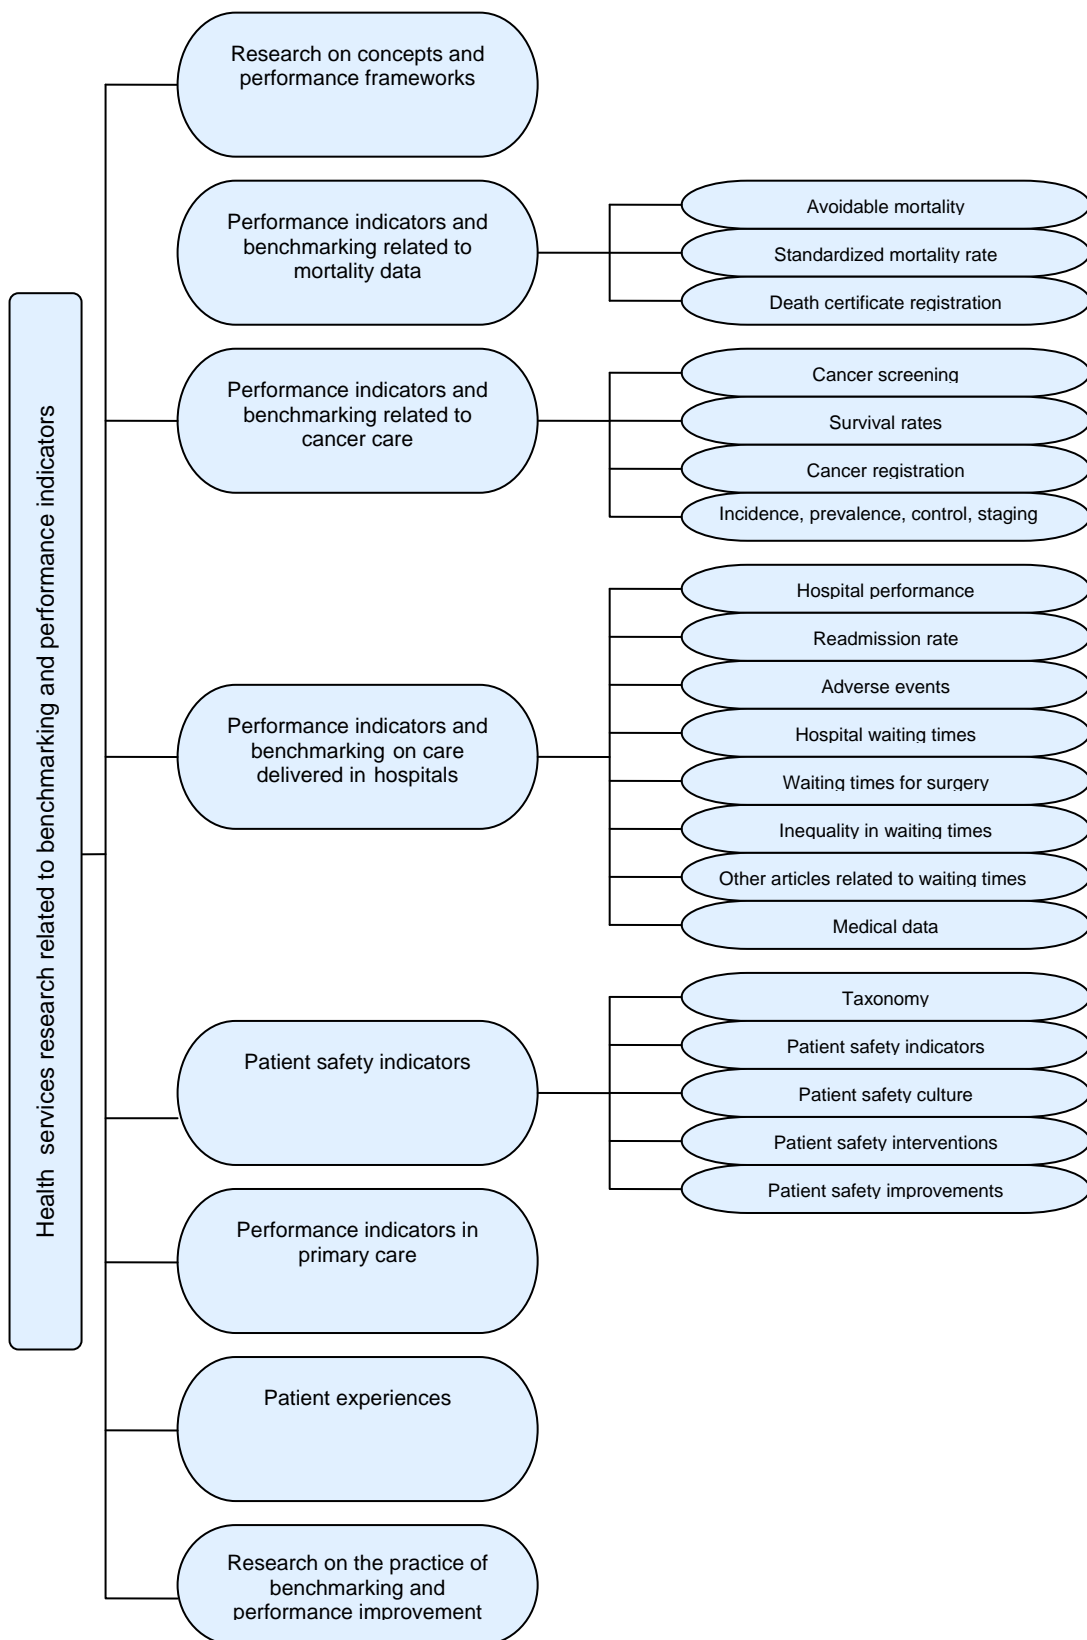 Health services research related to benchmarking and performance indicators
Research on concepts and
performance frameworks
Performance indicators and
benchmarking related to
mortality data
Avoidable mortality
Standardized mortality rate
Death certificate registration
Performance indicators and
benchmarking related to
cancer care
Cancer screening
Survival rates
Cancer registration
Incidence, prevalence, control, staging
Performance indicators and
benchmarking on care
delivered in hospitals
Hospital performance
Readmission rate
Adverse events
Hospital waiting times
Waiting times for surgery
Inequality in waiting times
Other articles related to waiting times
Medical data
Patient safety indicators
Taxonomy
Patient safety indicators
Patient safety culture
Patient safety interventions
Patient safety improvements
Performance indicators in
primary care
Patient experiences
Research on the practice of
benchmarking and
performance improvement